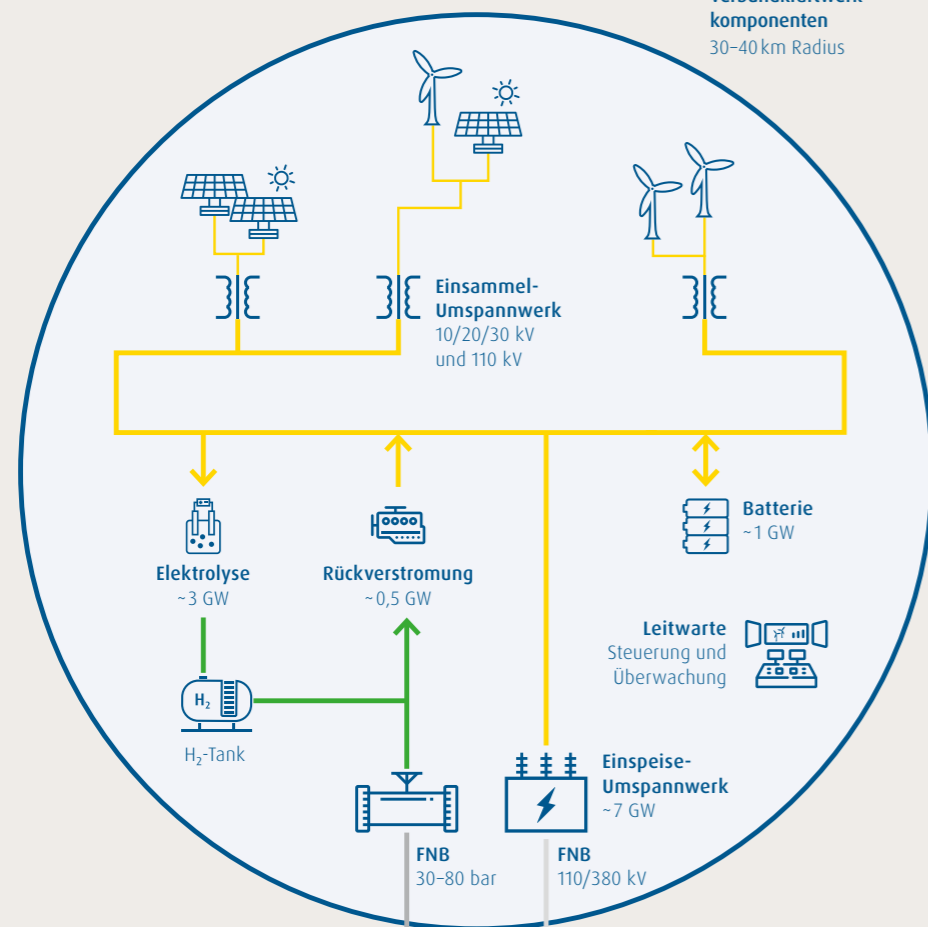 komponenten
30–40 km Radius
Einsammel-
Umspannwerk
10/20/30 kV
und 110 kV
Elektrolyse
~3 GW
Rückverstromung
~0,5 GW
Batterie
~1 GW
Leitwarte
Steuerung und
Überwachung
H₂
H₂-Tank
Einspeise-
Umspannwerk
~7 GW
FNB
30–80 bar
FNB
110/380 kV